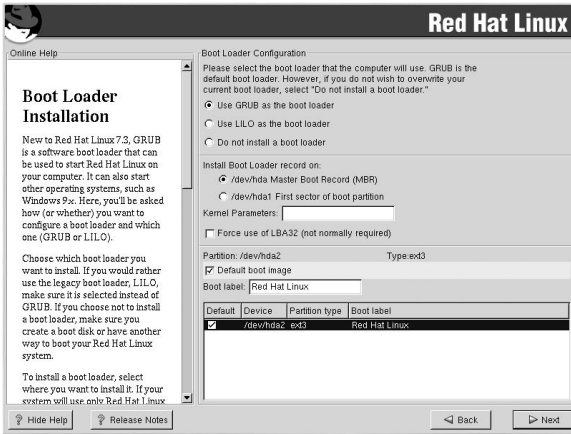 Red Hat Linux
Online Help
Boot Loader
Installation
New to Red Hat Linux 7.3, GRUB
is a software boot loader that can
be used to start Red Hat Linux on
your computer. It can also start
other operating systems, such as
Windows 9x. Here, you'll be asked
how (or whether) you want to
configure a boot loader and which
one (GRUB or LILO).
Choose which boot loader you
want to install. If you would rather
use the legacy boot loader, LILO,
make sure it is selected instead of
GRUB. If you choose not to install
a boot loader, make sure you
create a boot disk or have another
way to boot your Red Hat Linux
system.
To install a boot loader, select
where you want to install it. If your
system will use only Red Hat Linux
Boot Loader Configuration
Please select the boot loader that the computer will use. GRUB is the
default boot loader. However, if you do not wish to overwrite your
current boot loader, select "Do not install a boot loader."
Use GRUB as the boot loader
Use LILO as the boot loader
Do not install a boot loader
Install Boot Loader record on:
/dev/hda Master Boot Record (MBR)
/dev/hda1 First sector of boot partition
Kernel Parameters:
Force use of LBA32 (not normally required)
Partition: /dev/hda2 Type:ext3
Default boot image
Boot label: Red Hat Linux
Default Device Partition type Boot label
/dev/hda2 ext3 Red Hat Linux
Hide Help Release Notes Back Next